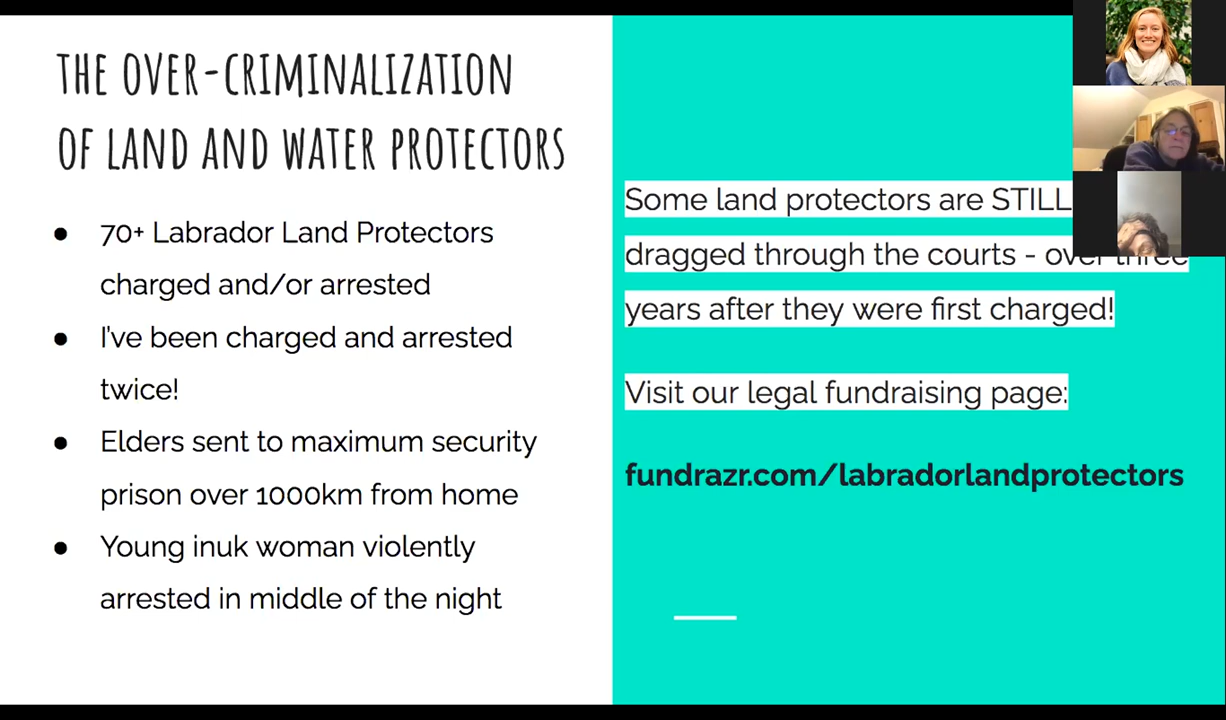 THE OVER-CRIMINALIZATION
OF LAND AND WATER PROTECTORS
● 70+ Labrador Land Protectors
charged and/or arrested
● I've been charged and arrested
twice!
● Elders sent to maximum security
prison over 1000km from home
● Young inuk woman violently
arrested in middle of the night
Some land protectors are STILL
dragged through the courts - over three
years after they were first charged!
Visit our legal fundraising page:
fundrazr.com/labradorlandprotectors